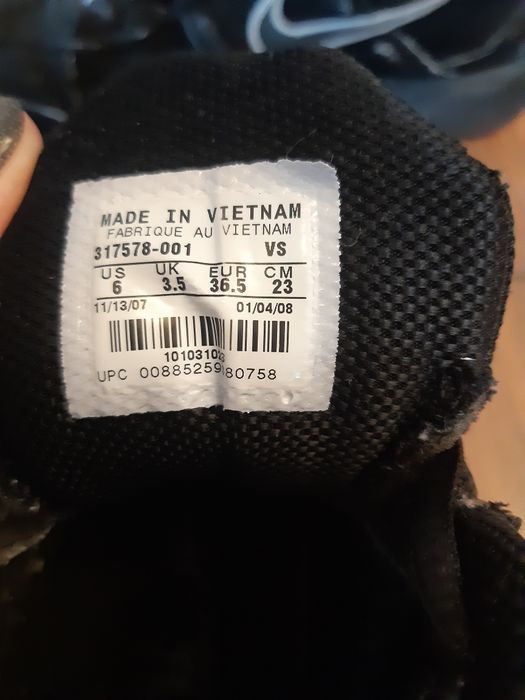 MADE IN VIETNAM
FABRIQUE AU VIETNAM
317578-001 VS
US UK EUR CM
6 3.5 36.5 23
11/13/07 01/04/08
UPC 00885259